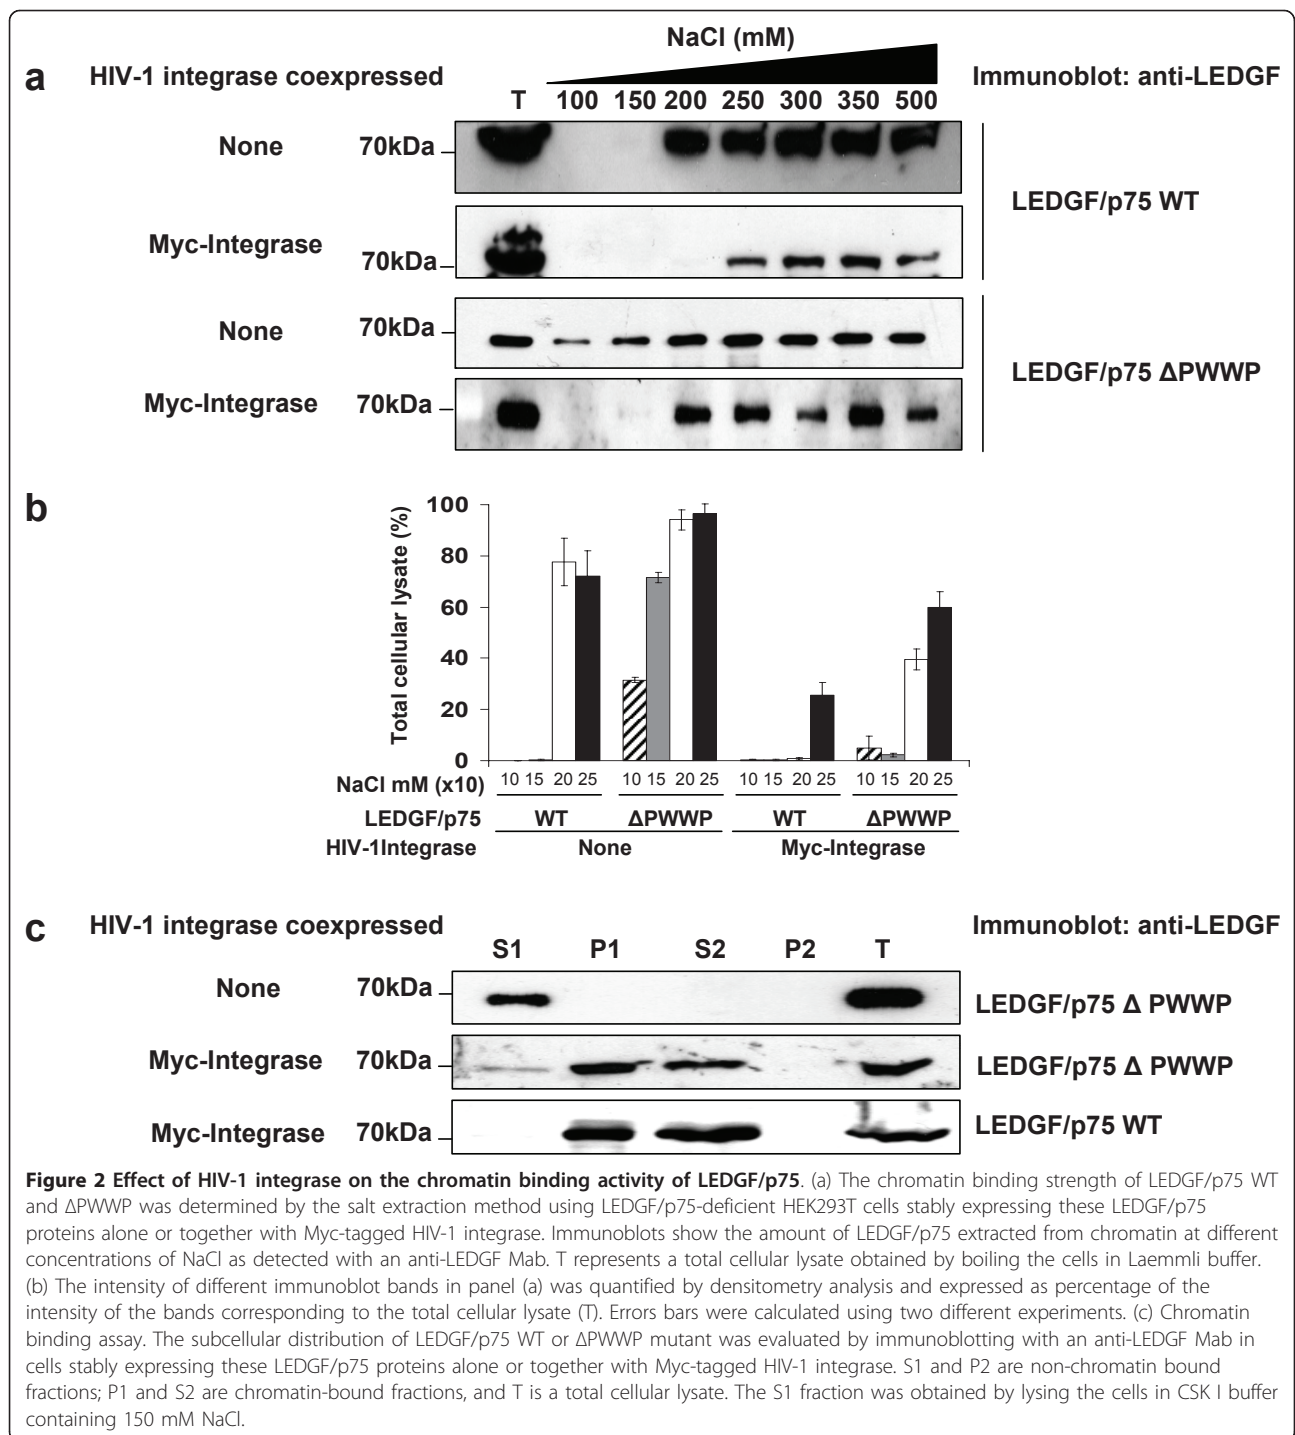 NaCl (mM)
a HIV-1 integrase coexpressed Immunoblot: anti-LEDGF
T 100 150 200 250 300 350 500
None 70kDa
LEDGF/p75 WT
Myc-Integrase 70kDa
None 70kDa
LEDGF/p75 ΔPWWP
Myc-Integrase 70kDa
b
Total cellular lysate (%)
100
80
60
40
20
0
NaCl mM (x10) 10 15 20 25 10 15 20 25 10 15 20 25 10 15 20 25
LEDGF/p75 WT ΔPWWP WT ΔPWWP
HIV-1Integrase None Myc-Integrase
c HIV-1 integrase coexpressed Immunoblot: anti-LEDGF
S1 P1 S2 P2 T
None 70kDa LEDGF/p75 Δ PWWP
Myc-Integrase 70kDa LEDGF/p75 Δ PWWP
Myc-Integrase 70kDa LEDGF/p75 WT
Figure 2 Effect of HIV-1 integrase on the chromatin binding activity of LEDGF/p75. (a) The chromatin binding strength of LEDGF/p75 WT
and ΔPWWP was determined by the salt extraction method using LEDGF/p75-deficient HEK293T cells stably expressing these LEDGF/p75
proteins alone or together with Myc-tagged HIV-1 integrase. Immunoblots show the amount of LEDGF/p75 extracted from chromatin at different
concentrations of NaCl as detected with an anti-LEDGF Mab. T represents a total cellular lysate obtained by boiling the cells in Laemmli buffer.
(b) The intensity of different immunoblot bands in panel (a) was quantified by densitometry analysis and expressed as percentage of the
intensity of the bands corresponding to the total cellular lysate (T). Errors bars were calculated using two different experiments. (c) Chromatin
binding assay. The subcellular distribution of LEDGF/p75 WT or ΔPWWP mutant was evaluated by immunoblotting with an anti-LEDGF Mab in
cells stably expressing these LEDGF/p75 proteins alone or together with Myc-tagged HIV-1 integrase. S1 and P2 are non-chromatin bound
fractions; P1 and S2 are chromatin-bound fractions, and T is a total cellular lysate. The S1 fraction was obtained by lysing the cells in CSK I buffer
containing 150 mM NaCl.